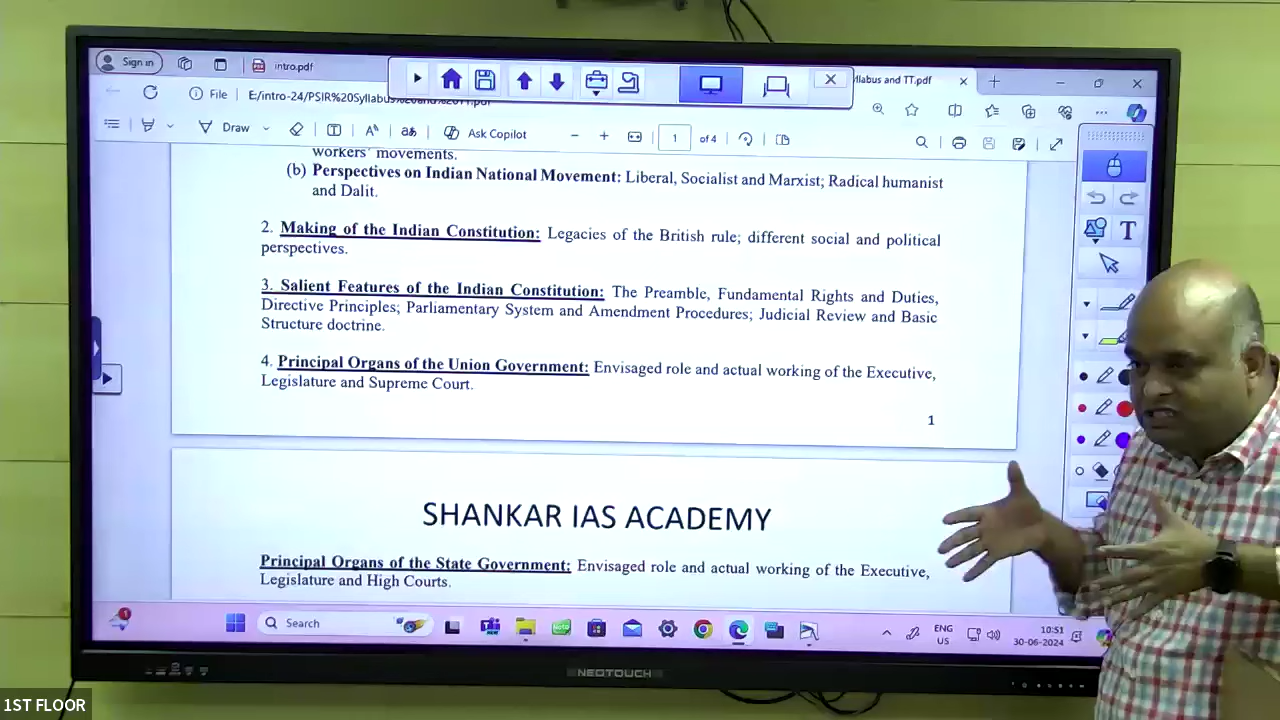 Sign in
intro.pdf
llabus and TT.pdf
File
E:/intro-24/PSIR%20Syllabus
Draw
Ask Copilot
1
of 4
workers' movements.
(b) Perspectives on Indian National Movement: Liberal, Socialist and Marxist; Radical humanist
and Dalit.
2. Making of the Indian Constitution: Legacies of the British rule; different social and political
perspectives.
3. Salient Features of the Indian Constitution: The Preamble, Fundamental Rights and Duties,
Directive Principles; Parliamentary System and Amendment Procedures; Judicial Review and Basic
Structure doctrine.
4. Principal Organs of the Union Government: Envisaged role and actual working of the Executive,
Legislature and Supreme Court.
1
SHANKAR IAS ACADEMY
Principal Organs of the State Government: Envisaged role and actual working of the Executive,
Legislature and High Courts.
Search
ENG
US
10:51
30-06-2024
NEOTOUCH
1ST FLOOR